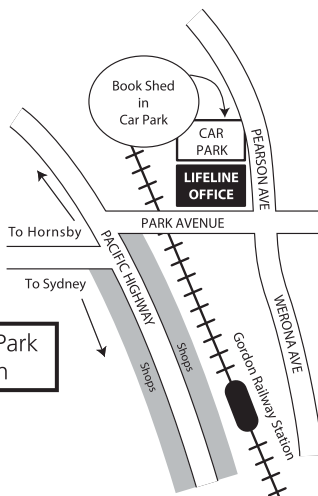 Book Shed
in
Car Park
CAR
PARK
LIFELINE
OFFICE
PEARSON AVE
PARK AVENUE
To Hornsby
PACIFIC HIGHWAY
To Sydney
WERONA AVE
Park
Shops
Shops
Gordon Railway Station